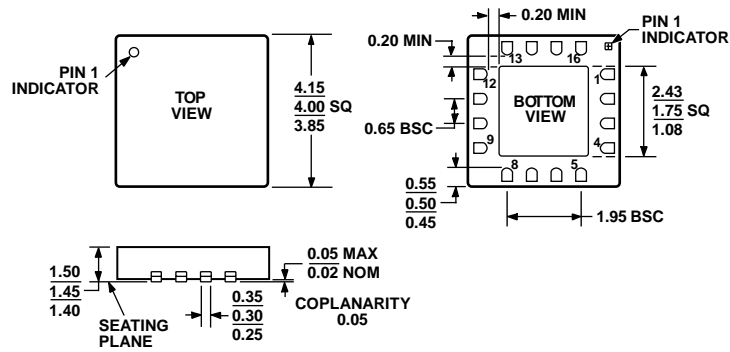 PIN 1
INDICATOR
TOP
VIEW
4.15
4.00 SQ
3.85
0.20 MIN
0.20 MIN
PIN 1
INDICATOR
13
16
12
1
BOTTOM
VIEW
2.43
1.75 SQ
1.08
0.65 BSC
9
4
8
5
0.55
0.50
0.45
1.95 BSC
1.50
1.45
1.40
SEATING
PLANE
0.35
0.30
0.25
0.05 MAX
0.02 NOM
COPLANARITY
0.05